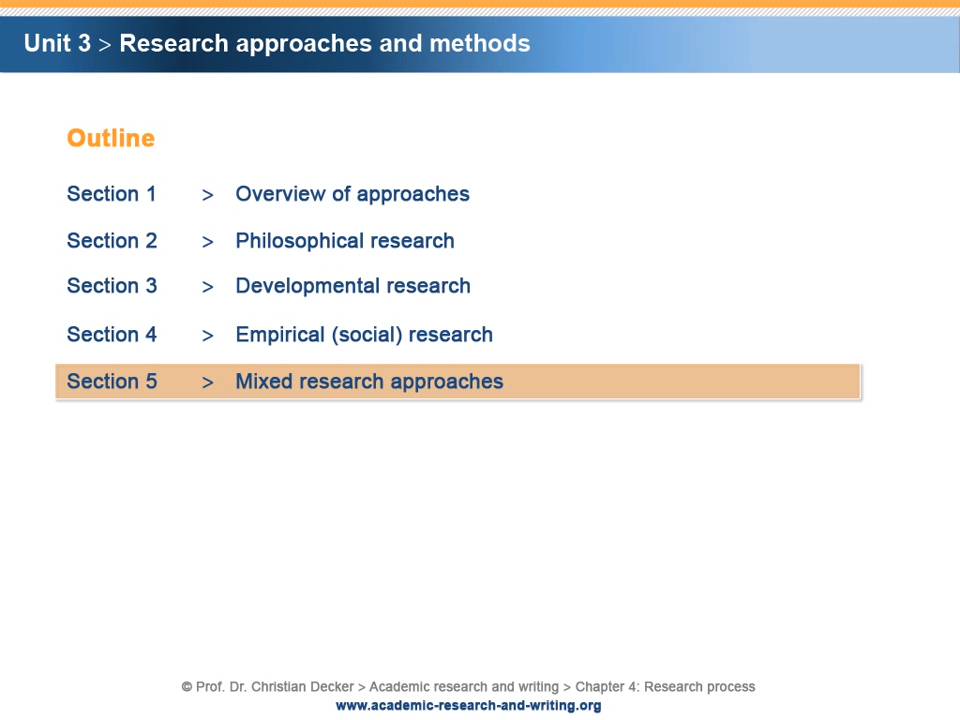 Unit 3 > Research approaches and methods
Outline
Section 1 > Overview of approaches
Section 2 > Philosophical research
Section 3 > Developmental research
Section 4 > Empirical (social) research
Section 5 > Mixed research approaches
© Prof. Dr. Christian Decker > Academic research and writing > Chapter 4: Research process
www.academic-research-and-writing.org